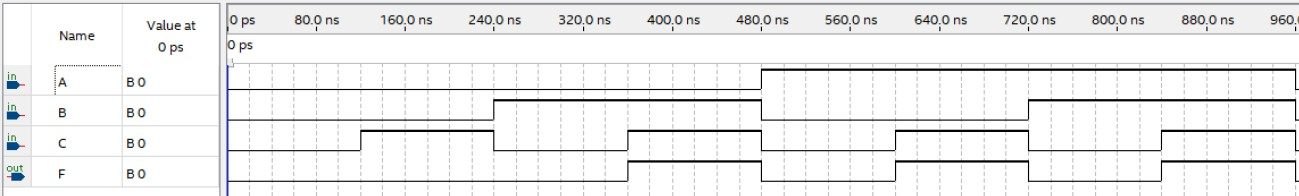 Name
Value at
0 ps
0 ps
80.0 ns
160.0 ns
240.0 ns
320.0 ns
400.0 ns
480.0 ns
560.0 ns
640.0 ns
720.0 ns
800.0 ns
880.0 ns
960.
0 ps
in
A
B 0
in
B
B 0
in
C
B 0
out
F
B 0